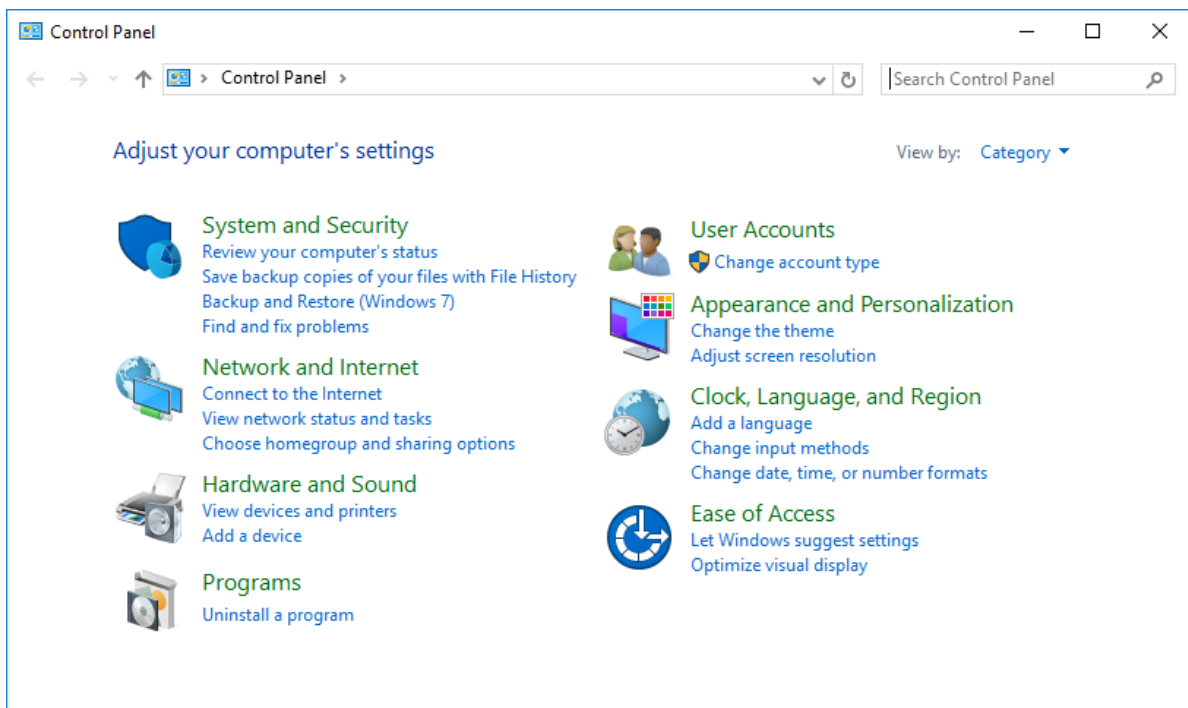 Control Panel
Control Panel
Search Control Panel
Adjust your computer's settings
View by: Category
System and Security
Review your computer's status
Save backup copies of your files with File History
Backup and Restore (Windows 7)
Find and fix problems
Network and Internet
Connect to the Internet
View network status and tasks
Choose homegroup and sharing options
Hardware and Sound
View devices and printers
Add a device
Programs
Uninstall a program
User Accounts
Change account type
Appearance and Personalization
Change the theme
Adjust screen resolution
Clock, Language, and Region
Add a language
Change input methods
Change date, time, or number formats
Ease of Access
Let Windows suggest settings
Optimize visual display